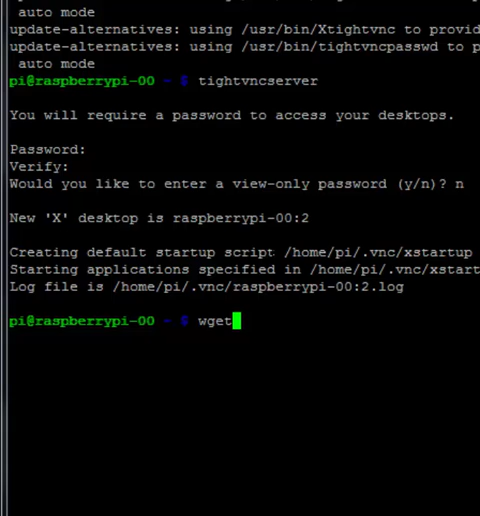 auto mode
update-alternatives: using /usr/bin/Xtightvnc to provid
update-alternatives: using /usr/bin/tightvncpasswd to p
auto mode
pi@raspberrypi-00 ~ $ tightvncserver
You will require a password to access your desktops.
Password:
Verify:
Would you like to enter a view-only password (y/n)? n
New 'X' desktop is raspberrypi-00:2
Creating default startup script /home/pi/.vnc/xstartup
Starting applications specified in /home/pi/.vnc/xstart
Log file is /home/pi/.vnc/raspberrypi-00:2.log
pi@raspberrypi-00 ~ $ wget